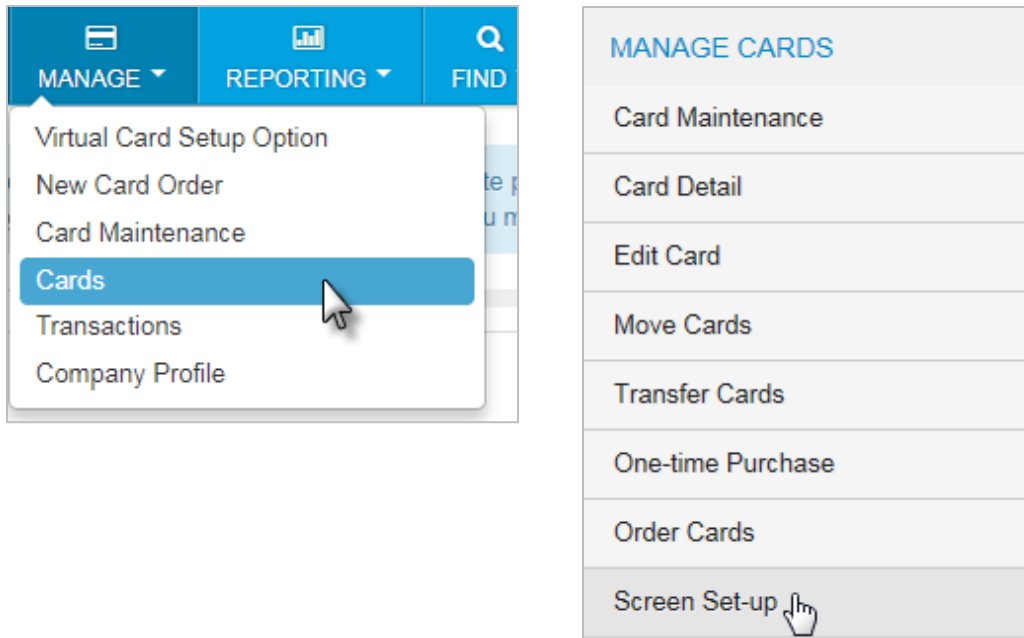 MANAGE
REPORTING
FIND
Virtual Card Setup Option
New Card Order
Card Maintenance
Cards
Transactions
Company Profile
MANAGE CARDS
Card Maintenance
Card Detail
Edit Card
Move Cards
Transfer Cards
One-time Purchase
Order Cards
Screen Set-up